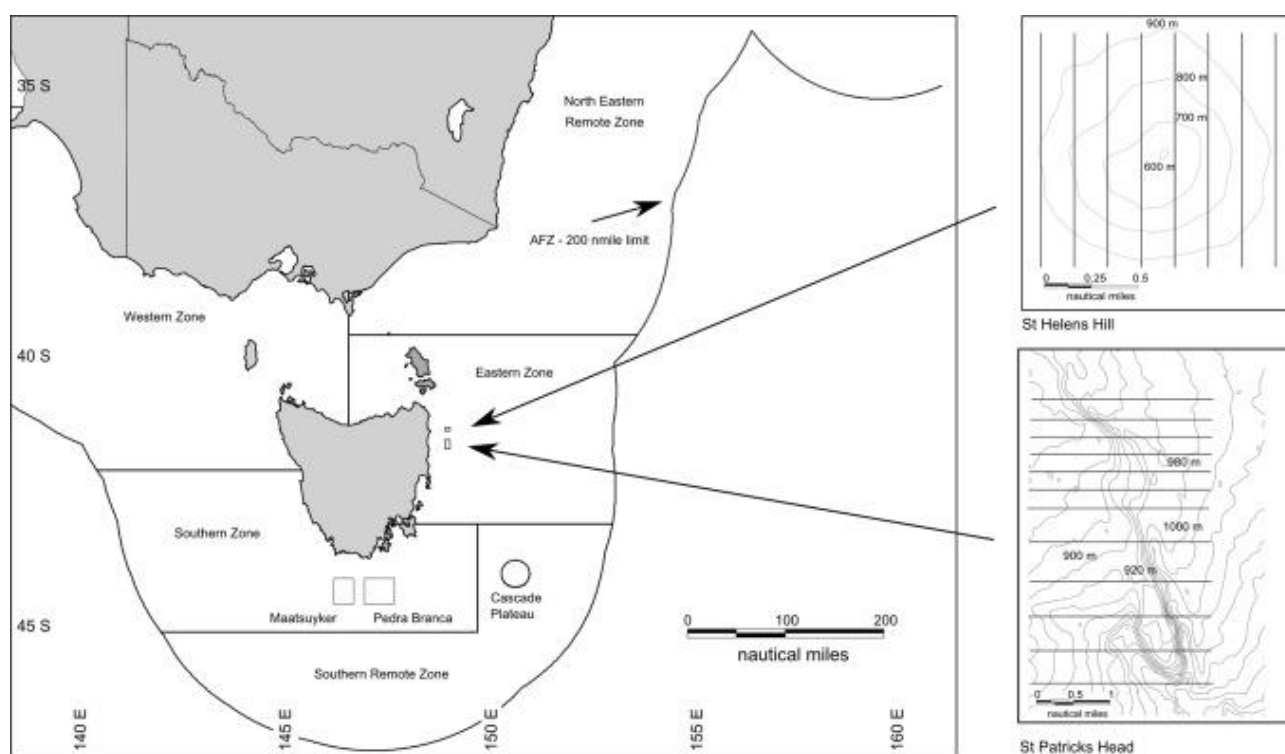 35 S
40 S
45 S
140 E
145 E
150 E
155 E
160 E
North Eastern
Remote Zone
AFZ - 200 nmile limit
Western Zone
Eastern Zone
Southern Zone
Maatsuyker
Pedra Branca
Cascade
Plateau
Southern Remote Zone
0 100 200
nautical miles
900 m
800 m
700 m
600 m
0 0.25 0.5
nautical miles
St Helens Hill
980 m
1000 m
900 m
920 m
0 0.5 1
nautical miles
St Patricks Head